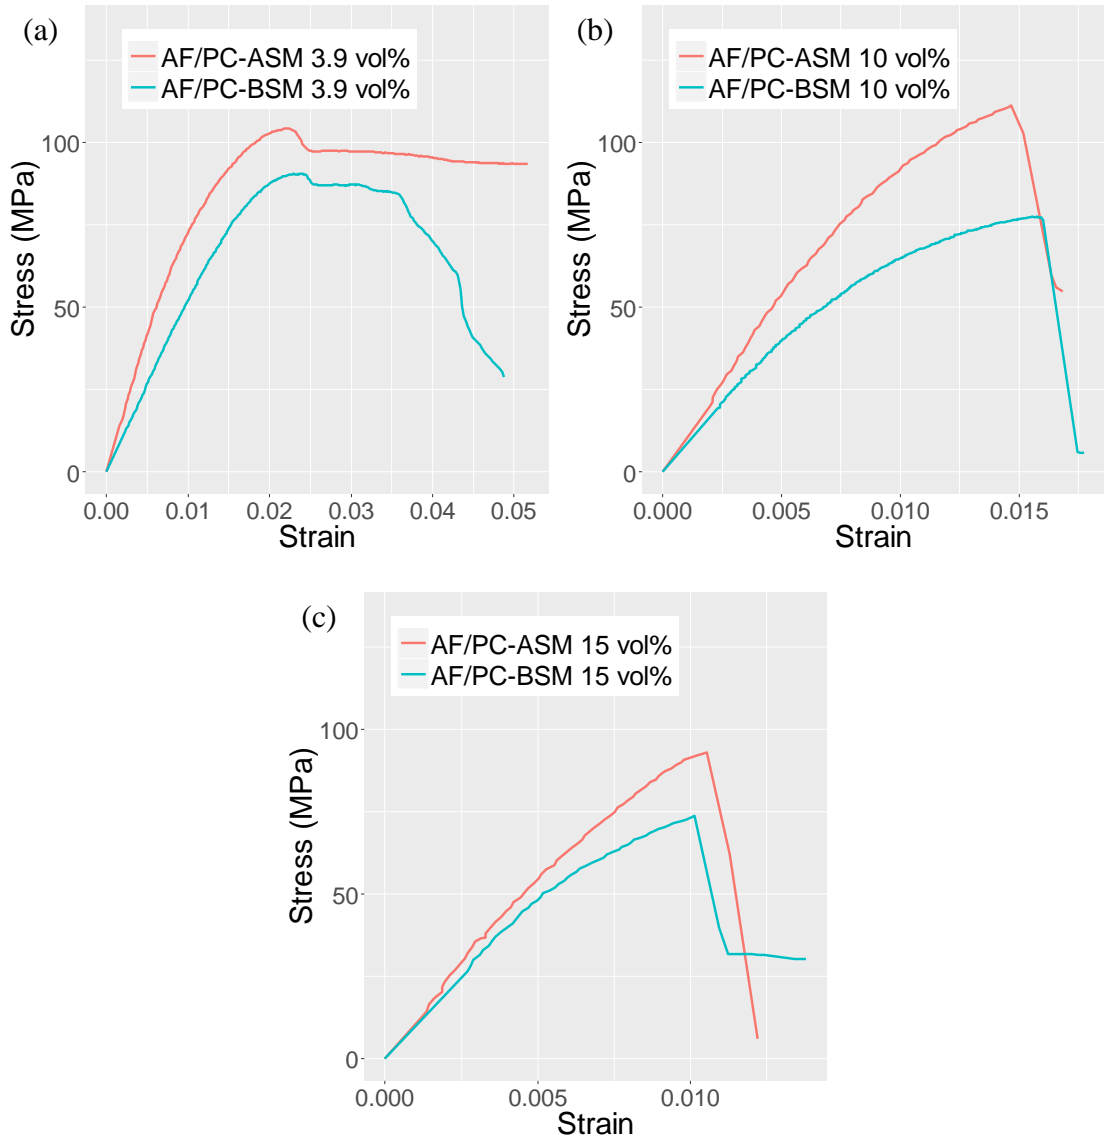 (a)
AF/PC-ASM 3.9 vol%
AF/PC-BSM 3.9 vol%
100
50
0
Stress (MPa)
0.00 0.01 0.02 0.03 0.04 0.05
Strain
(b)
AF/PC-ASM 10 vol%
AF/PC-BSM 10 vol%
100
50
0
Stress (MPa)
0.000 0.005 0.010 0.015
Strain
(c)
AF/PC-ASM 15 vol%
AF/PC-BSM 15 vol%
100
50
0
Stress (MPa)
0.000 0.005 0.010
Strain